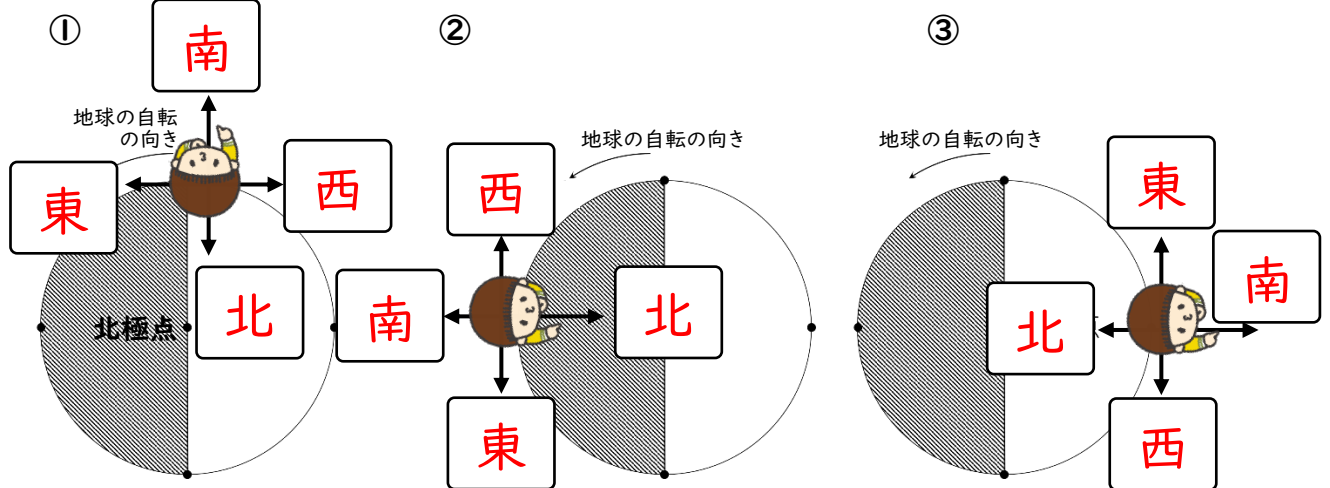 ①
南
地球の自転
の向き
東
西
北
北極点
②
地球の自転の向き
西
南
北
東
③
地球の自転の向き
東
南
北
西